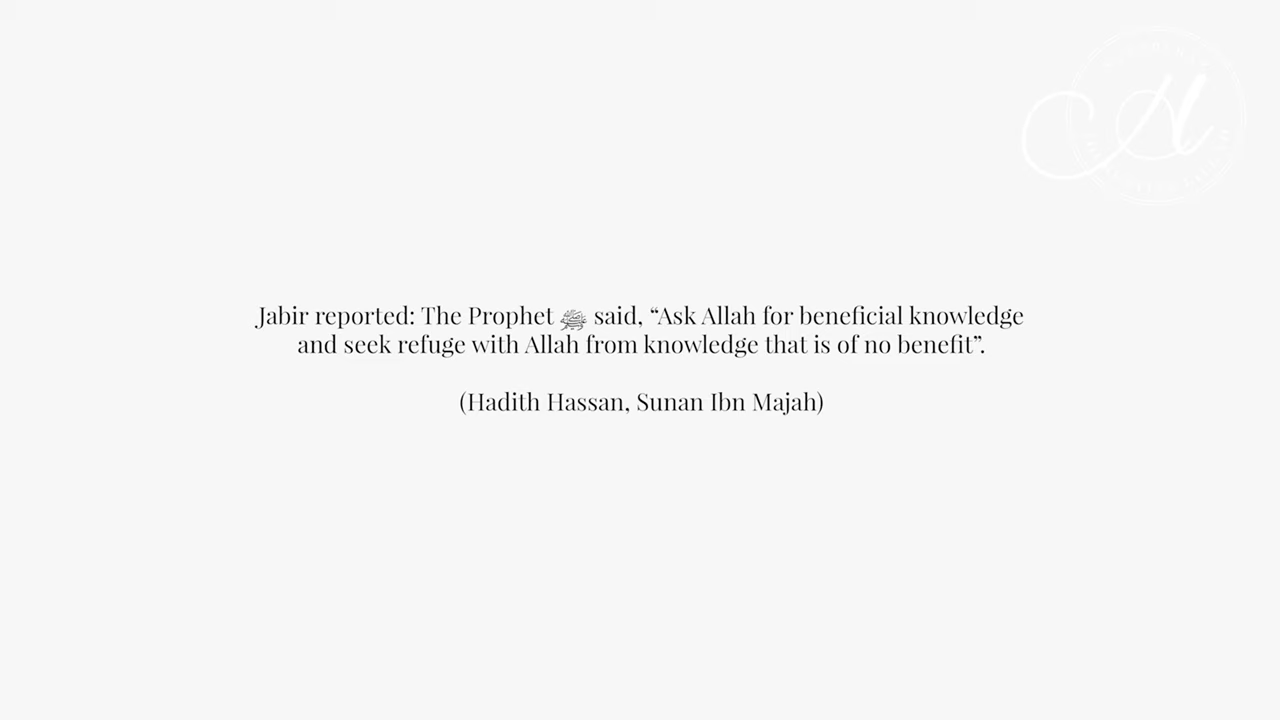 Jabir reported: The Prophet ﷺ said, “Ask Allah for beneficial knowledge
and seek refuge with Allah from knowledge that is of no benefit”.
(Hadith Hassan, Sunan Ibn Majah)